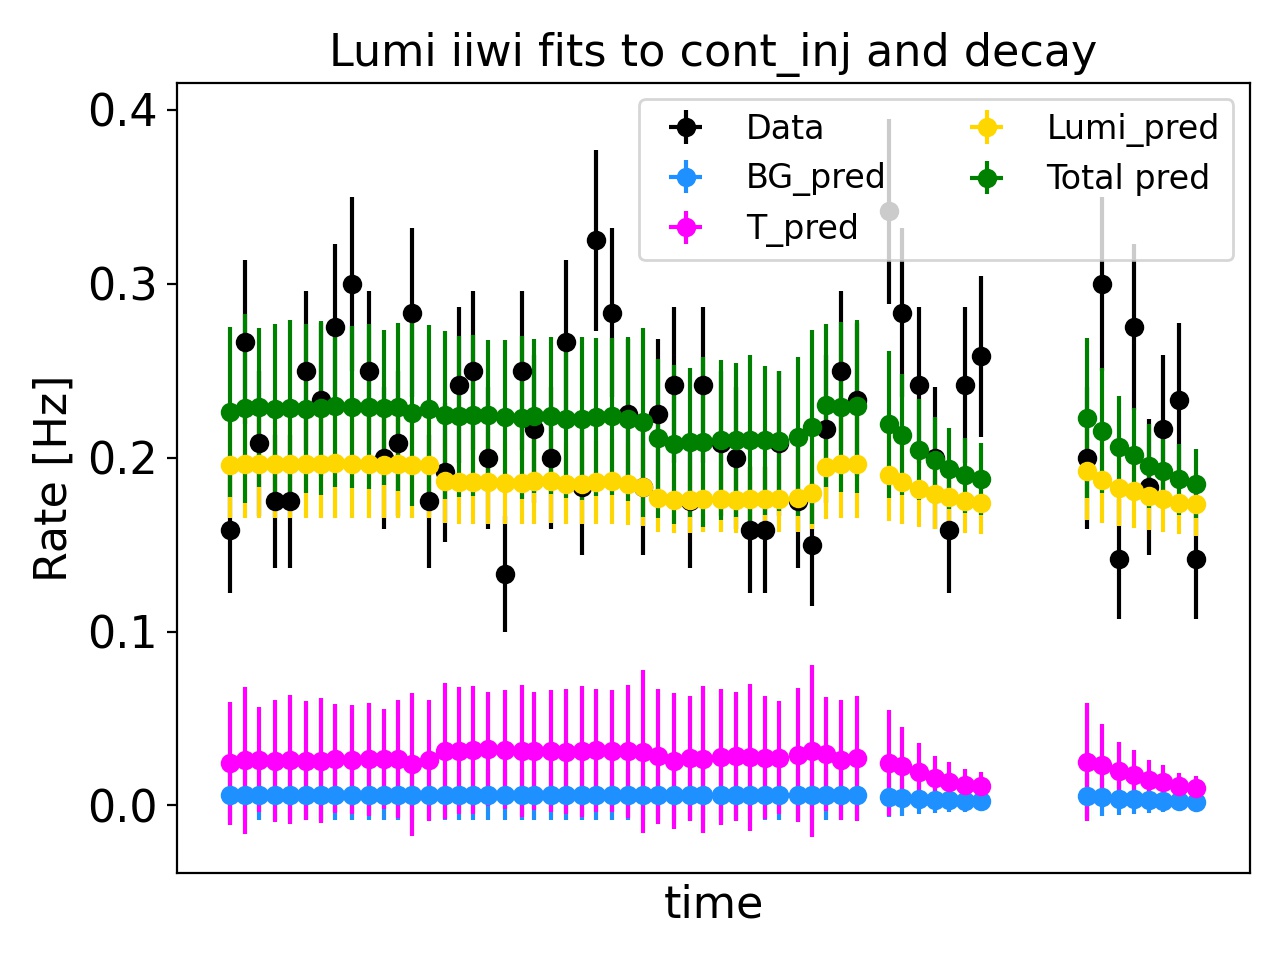 Lumi iiwi fits to cont_inj and decay
0.4
0.3
0.2
0.1
0.0
Rate [Hz]
Data
BG_pred
T_pred
Lumi_pred
Total pred
time